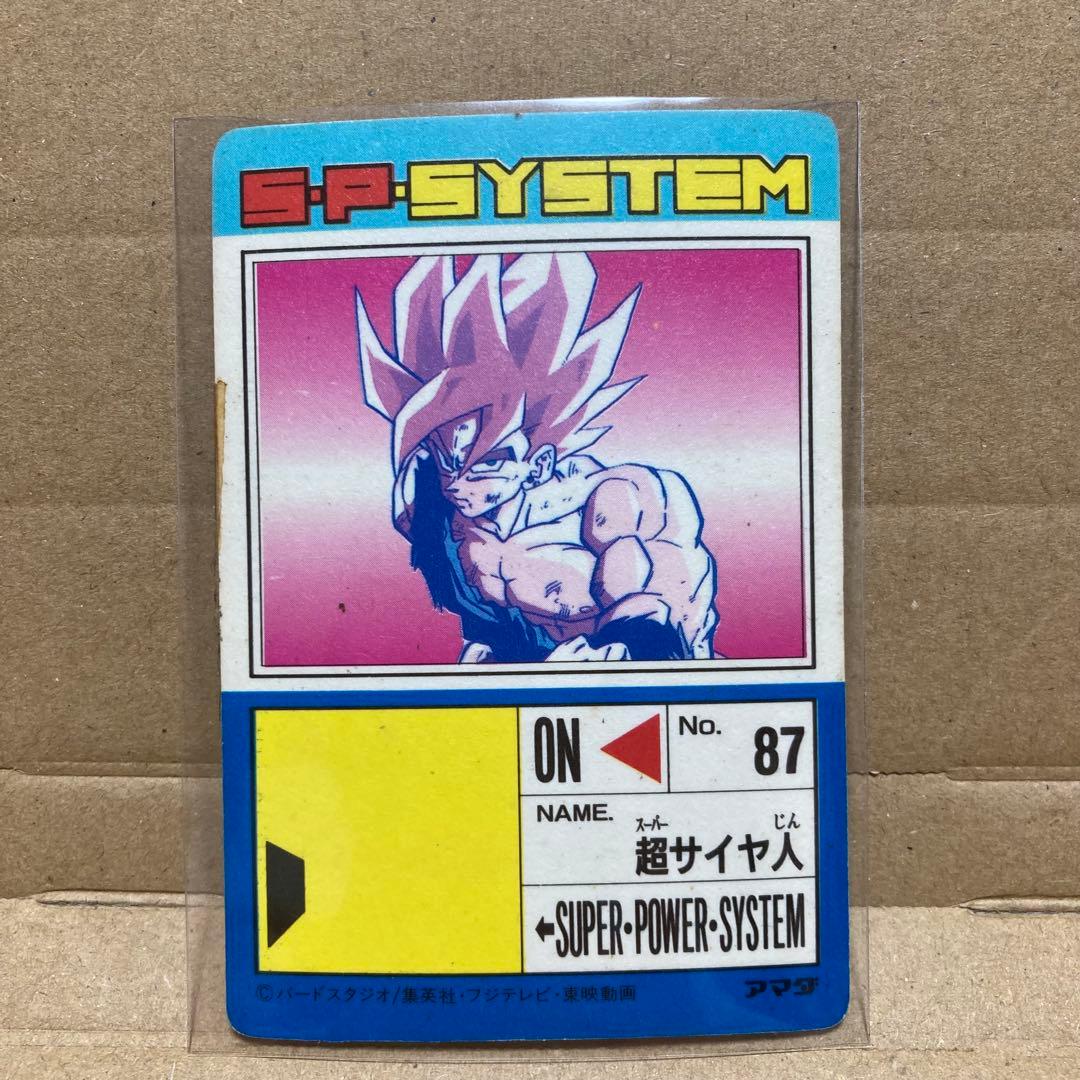 S・P・SYSTEM
ON
No. 87
NAME.
スーパー じん
超サイヤ人
←SUPER・POWER・SYSTEM
©バードスタジオ/集英社・フジテレビ・東映動画
アマダ